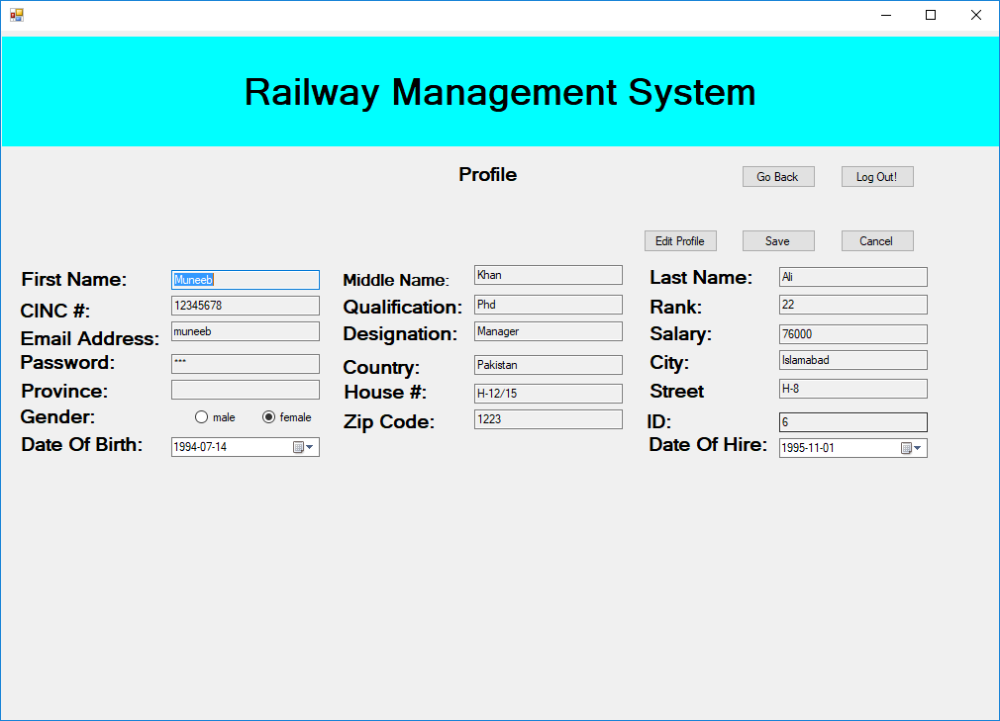 Railway Management System
Profile
Go Back Log Out!
Edit Profile Save Cancel
First Name: Muneeb Middle Name: Khan Last Name: Ali
CINC #: 12345678 Qualification: Phd Rank: 22
Email Address: muneeb Designation: Manager Salary: 76000
Password: *** Country: Pakistan City: Islamabad
Province: House #: H-12/15 Street H-8
Gender: male female Zip Code: 1223 ID: 6
Date Of Birth: 1994-07-14 Date Of Hire: 1995-11-01